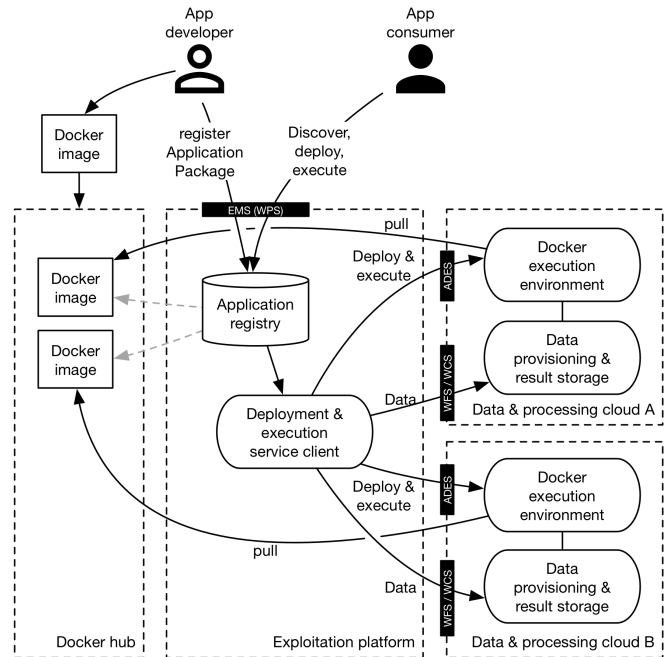 App
developer
App
consumer
Docker
image
register
Application
Package
Discover,
deploy,
execute
EMS (WPS)
pull
Docker
image
Application
registry
Deploy &
execute
ADES
Docker
execution
environment
Docker
image
Data
provisioning &
result storage
WFS / WCS
Data
Data & processing cloud A
Deployment &
execution
service client
Deploy &
execute
ADES
Docker
execution
environment
pull
Data
WFS / WCS
Data
provisioning &
result storage
Docker hub
Exploitation platform
Data & processing cloud B